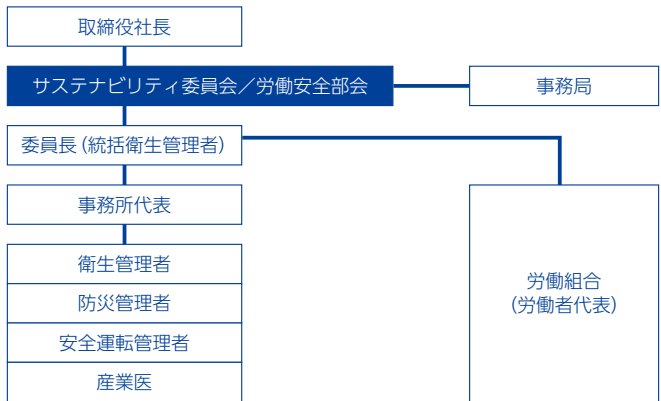 取締役社長
サステナビリティ委員会／労働安全部会
事務局
委員長（統括衛生管理者）
事務所代表
衛生管理者
防災管理者
安全運転管理者
産業医
労働組合
（労働者代表）